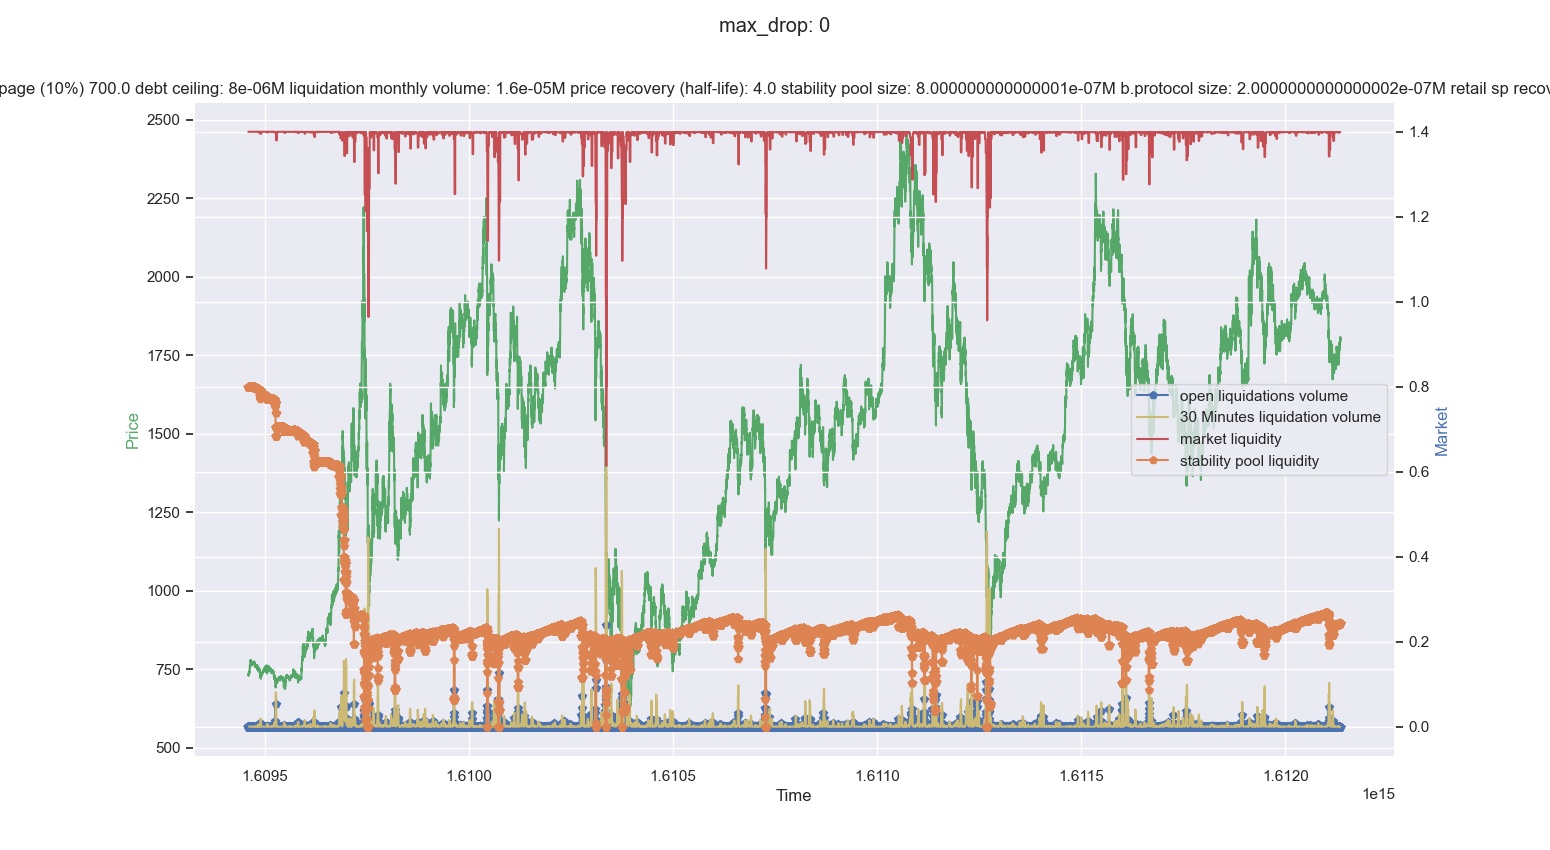 max_drop: 0
page (10%) 700.0 debt ceiling: 8e-06M liquidation monthly volume: 1.6e-05M price recovery (half-life): 4.0 stability pool size: 8.000000000000001e-07M b.protocol size: 2.0000000000000002e-07M retail sp recov
2500
2250
2000
1750
1500
1250
1000
750
500
Price
1.4
1.2
1.0
0.8
0.6
0.4
0.2
0.0
Market
open liquidations volume
30 Minutes liquidation volume
market liquidity
stability pool liquidity
1.6095 1.6100 1.6105 1.6110 1.6115 1.6120
Time
1e15